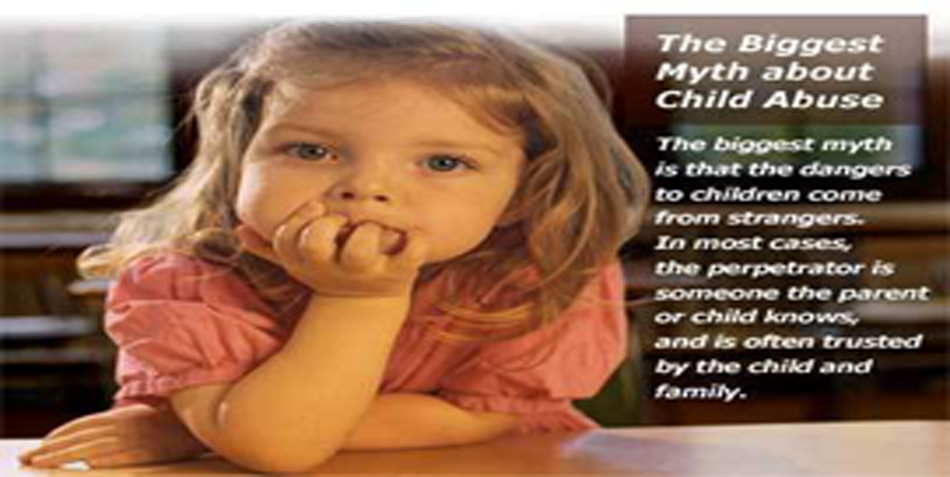 The Biggest
Myth about
Child Abuse
The biggest myth
is that the dangers
to children come
from strangers.
In most cases,
the perpetrator is
someone the parent
or child knows,
and is often trusted
by the child and
family.